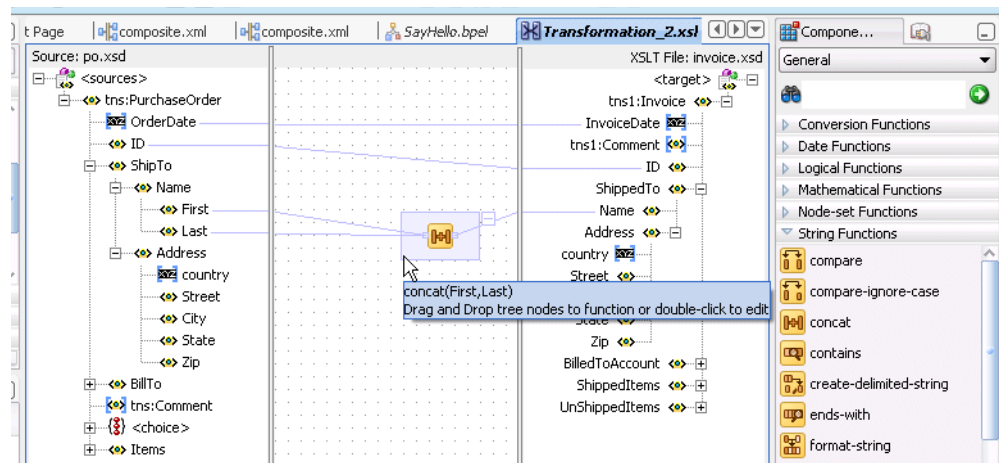 t Page
composite.xml
composite.xml
SayHello.bpel
Transformation_2.xsl
Compone...
Source: po.xsd
XSLT File: invoice.xsd
General
<sources>
tns:PurchaseOrder
OrderDate
ID
ShipTo
Name
First
Last
Address
country
Street
City
State
Zip
BillTo
tns:Comment
<choice>
Items
concat(First,Last)
Drag and Drop tree nodes to function or double-click to edit
<target>
tns1:Invoice
InvoiceDate
tns1:Comment
ID
ShippedTo
Name
Address
country
Street
State
Zip
BilledToAccount
ShippedItems
UnShippedItems
Conversion Functions
Date Functions
Logical Functions
Mathematical Functions
Node-set Functions
String Functions
compare
compare-ignore-case
concat
contains
create-delimited-string
ends-with
format-string